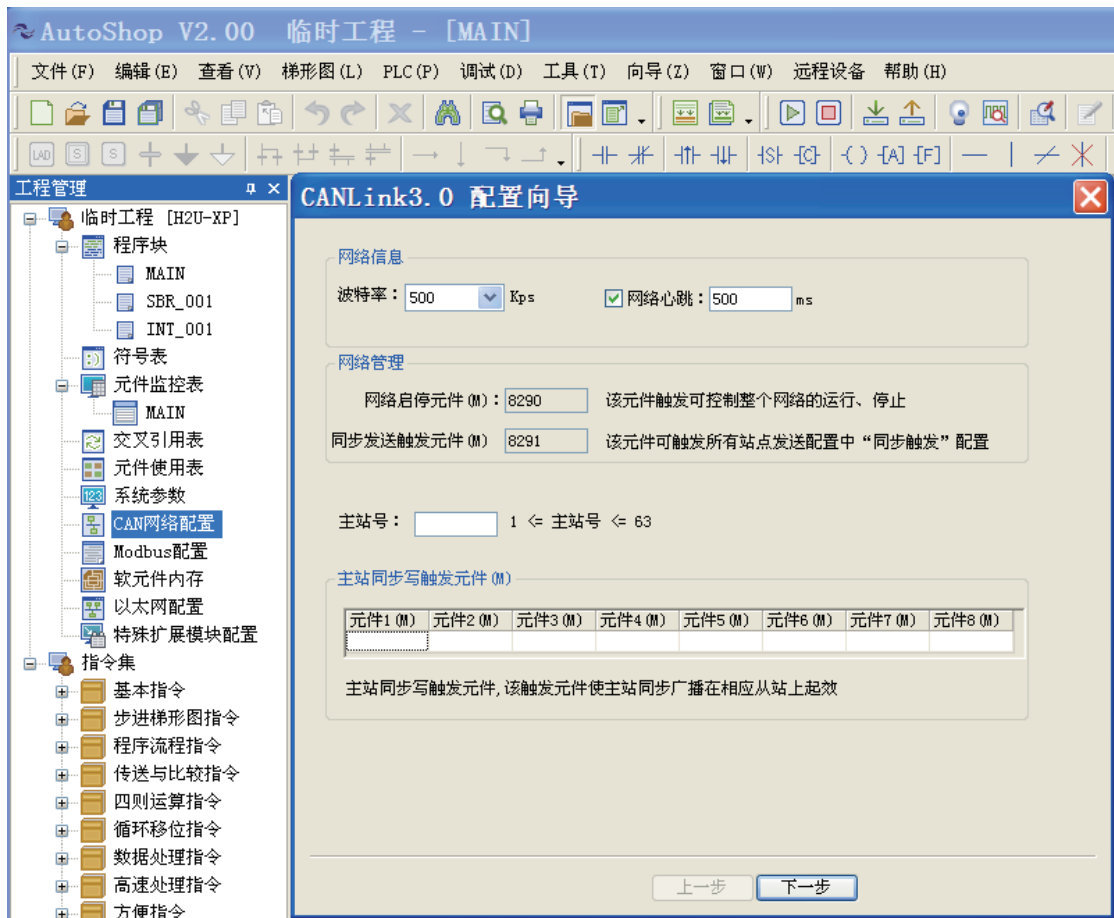 AutoShop V2.00 临时工程 - [MAIN]
文件(F) 编辑(E) 查看(V) 梯形图(L) PLC(P) 调试(D) 工具(T) 向导(Z) 窗口(W) 远程设备 帮助(H)
LAD S S
S C ( ) [A] [F]
工程管理
临时工程 [H2U-XP]
程序块
MAIN
SBR_001
INT_001
符号表
元件监控表
MAIN
交叉引用表
元件使用表
123 系统参数
CAN网络配置
Modbus配置
软元件内存
以太网配置
特殊扩展模块配置
指令集
基本指令
步进梯形图指令
程序流程指令
传送与比较指令
四则运算指令
循环移位指令
数据处理指令
高速处理指令
方便指令
CANLink3.0 配置向导
网络信息
波特率：500 Kps 网络心跳：500 ms
网络管理
网络启停元件(M)：8290 该元件触发可控制整个网络的运行、停止
同步发送触发元件(M) 8291 该元件可触发所有站点发送配置中“同步触发”配置
主站号： 1 <= 主站号 <= 63
主站同步写触发元件(M)
元件1(M) 元件2(M) 元件3(M) 元件4(M) 元件5(M) 元件6(M) 元件7(M) 元件8(M)
主站同步写触发元件,该触发元件使主站同步广播在相应从站上起效
上一步 下一步